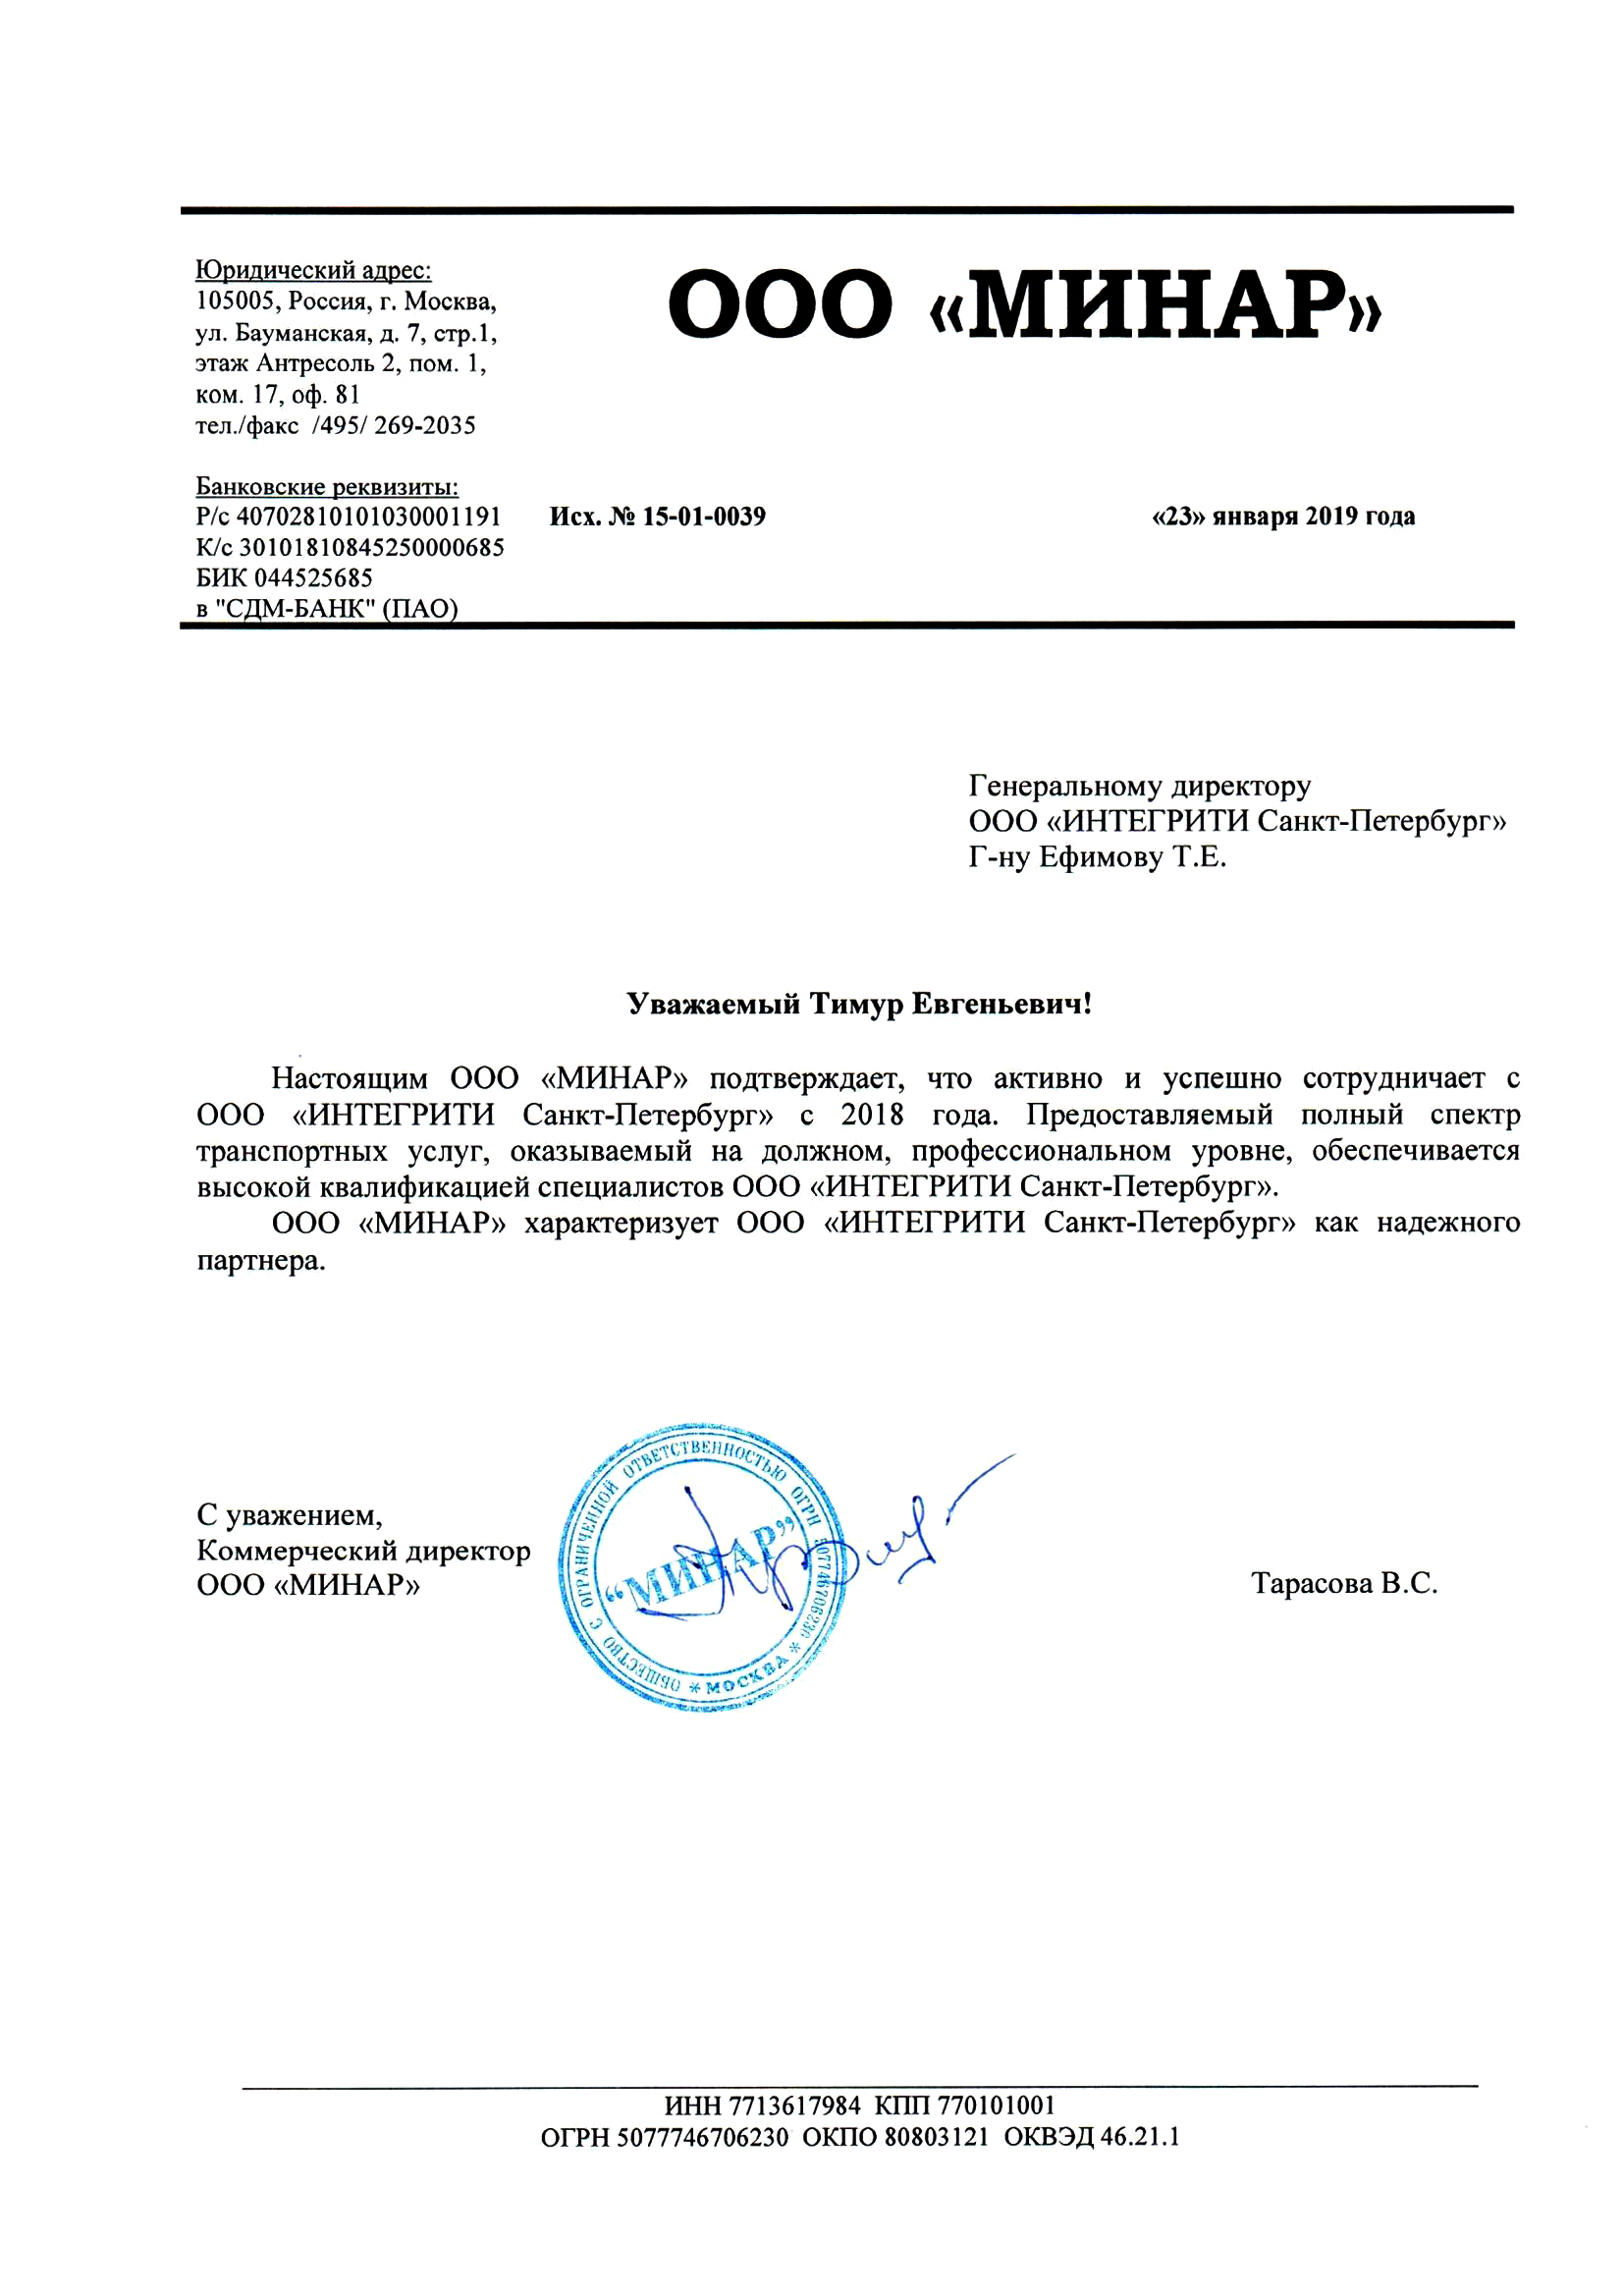 Юридический адрес:
105005, Россия, г. Москва,
ул. Бауманская, д. 7, стр.1,
этаж Антресоль 2, пом. 1,
ком. 17, оф. 81
тел./факс /495/ 269-2035
ООО «МИНАР»
Банковские реквизиты:
Р/с 40702810101030001191
К/с 30101810845250000685
БИК 044525685
в "СДМ-БАНК" (ПАО)
Исх. № 15-01-0039
«23» января 2019 года
Генеральному директору
ООО «ИНТЕГРИТИ Санкт-Петербург»
Г-ну Ефимову Т.Е.
Уважаемый Тимур Евгеньевич!
Настоящим ООО «МИНАР» подтверждает, что активно и успешно сотрудничает с
ООО «ИНТЕГРИТИ Санкт-Петербург» с 2018 года. Предоставляемый полный спектр
транспортных услуг, оказываемый на должном, профессиональном уровне, обеспечивается
высокой квалификацией специалистов ООО «ИНТЕГРИТИ Санкт-Петербург».
ООО «МИНАР» характеризует ООО «ИНТЕГРИТИ Санкт-Петербург» как надежного
партнера.
С уважением,
Коммерческий директор
ООО «МИНАР»
ОБЩЕСТВО С ОГРАНИЧЕННОЙ ОТВЕТСТВЕННОСТЬЮ ОГРН 5077746706230
* МОСКВА *
“МИНАР”
Тарасова В.С.
ИНН 7713617984 КПП 770101001
ОГРН 5077746706230 ОКПО 80803121 ОКВЭД 46.21.1